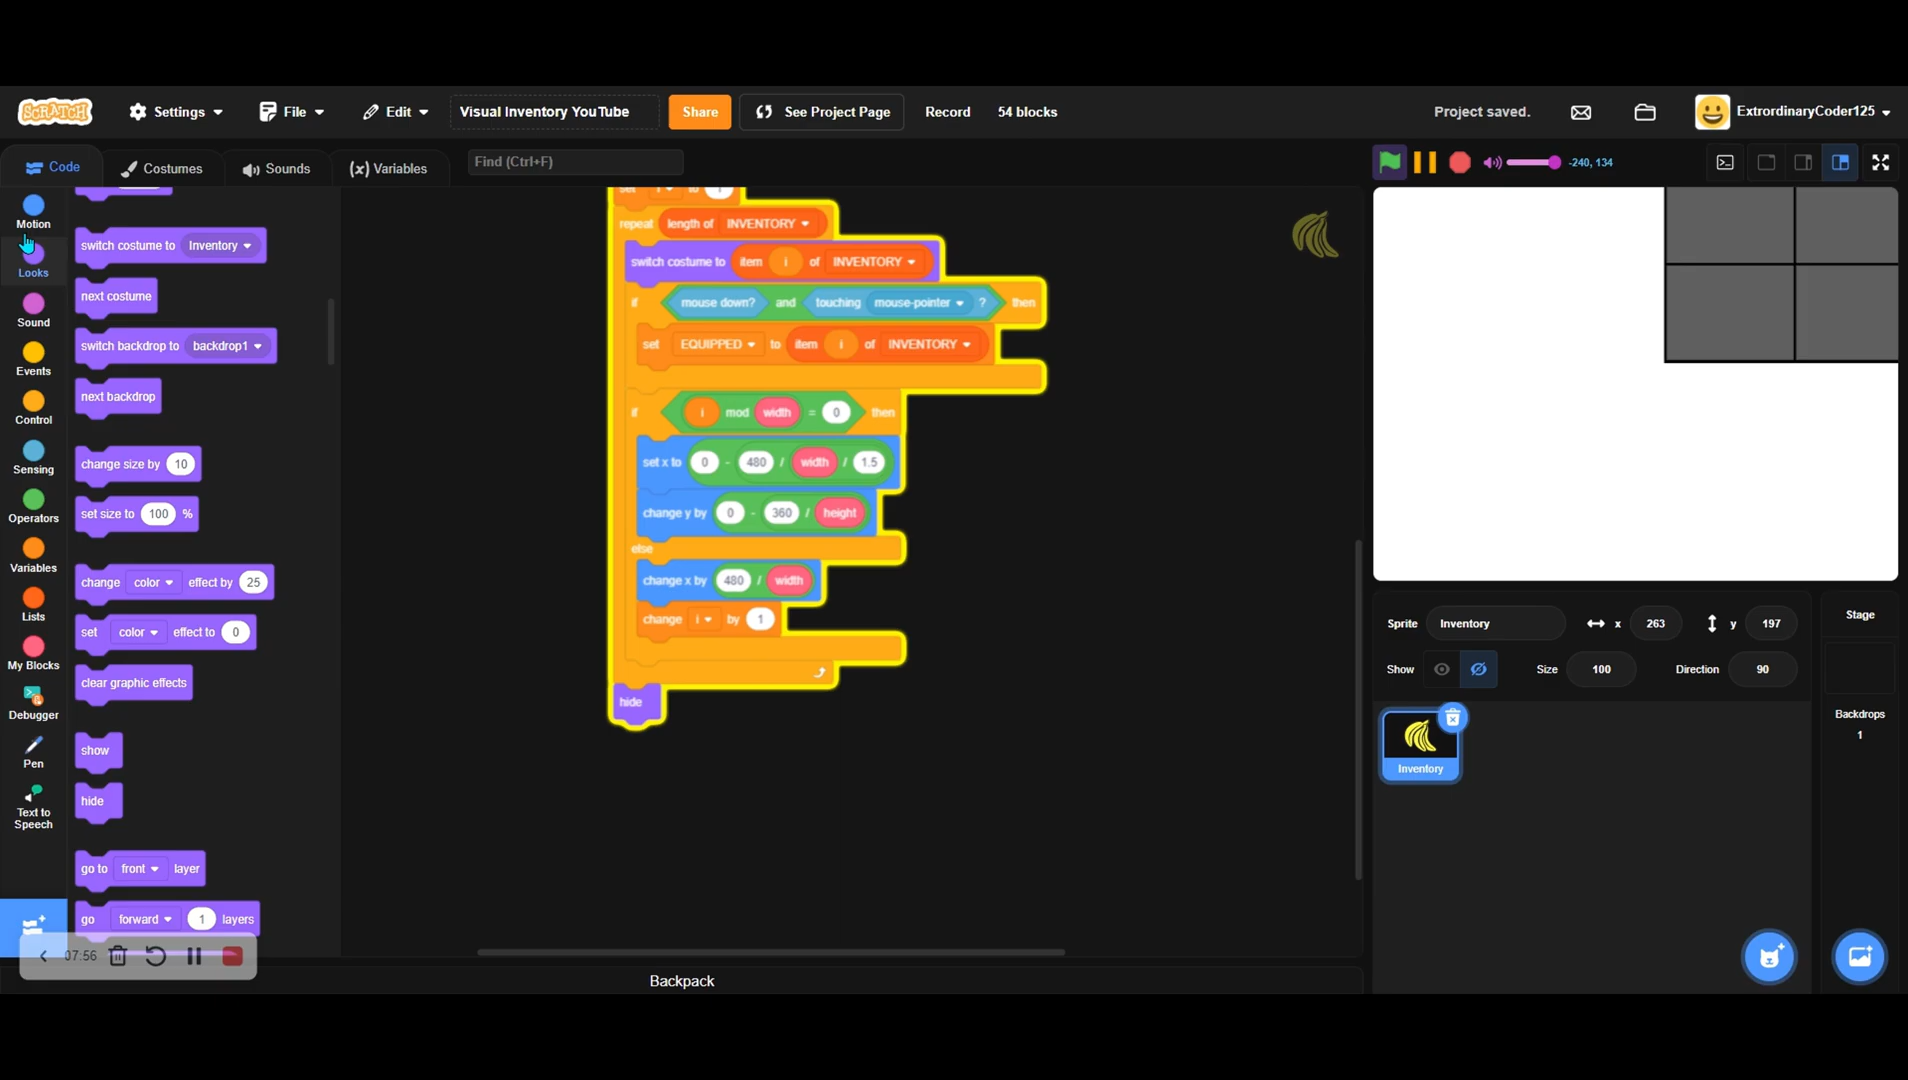 SCRATCH Settings File Edit Visual Inventory YouTube Share See Project Page Record 54 blocks Project saved. ExtrordinaryCoder125
Code Costumes Sounds (x) Variables Find (Ctrl+F) -240, 134
Motion
Looks
Sound
Events
Control
Sensing
Operators
Variables
Lists
My Blocks
Debugger
Pen
Text to
Speech
switch costume to Inventory
next costume
switch backdrop to backdrop1
next backdrop
change size by 10
set size to 100 %
change color effect by 25
set color effect to 0
clear graphic effects
show
hide
go to front layer
go forward 1 layers
07:56
set i to 1
repeat length of INVENTORY
switch costume to item i of INVENTORY
if mouse down? and touching mouse-pointer ? then
set EQUIPPED to item i of INVENTORY
if i mod width = 0 then
set x to 0 - 480 / width / 1.5
change y by 0 - 360 / height
else
change x by 480 / width
change i by 1
hide
Backpack
Sprite Inventory x 263 y 197
Show Size 100 Direction 90
Inventory
Stage
Backdrops
1